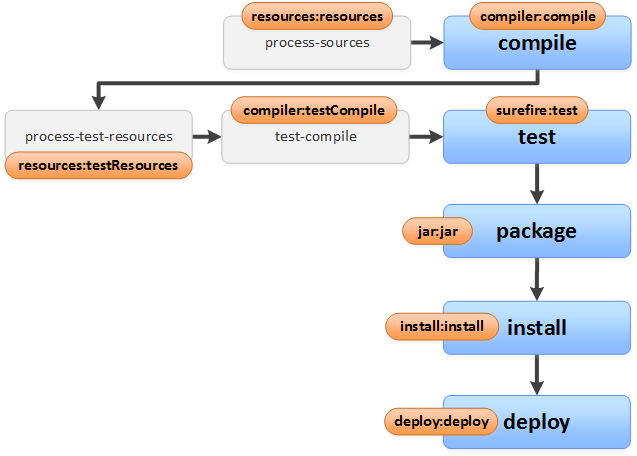 resources:resources
process-sources
compiler:compile
compile
process-test-resources
resources:testResources
compiler:testCompile
test-compile
surefire:test
test
jar:jar
package
install:install
install
deploy:deploy
deploy